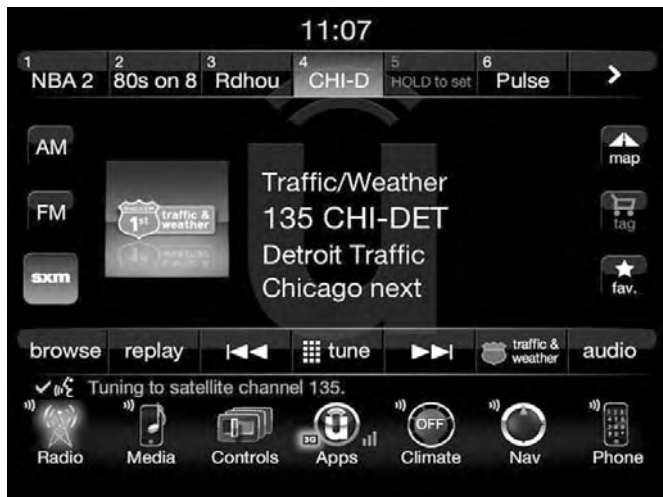 11:07
1 NBA 2
2 80s on 8
3 Rdhou
4 CHI-D
5 HOLD to set
6 Pulse
AM
FM
sxm
1st traffic & weather
Traffic/Weather
135 CHI-DET
Detroit Traffic
Chicago next
map
tag
fav.
browse replay tune traffic & weather audio
Tuning to satellite channel 135.
Radio Media Controls 3G Apps OFF Climate Nav Phone